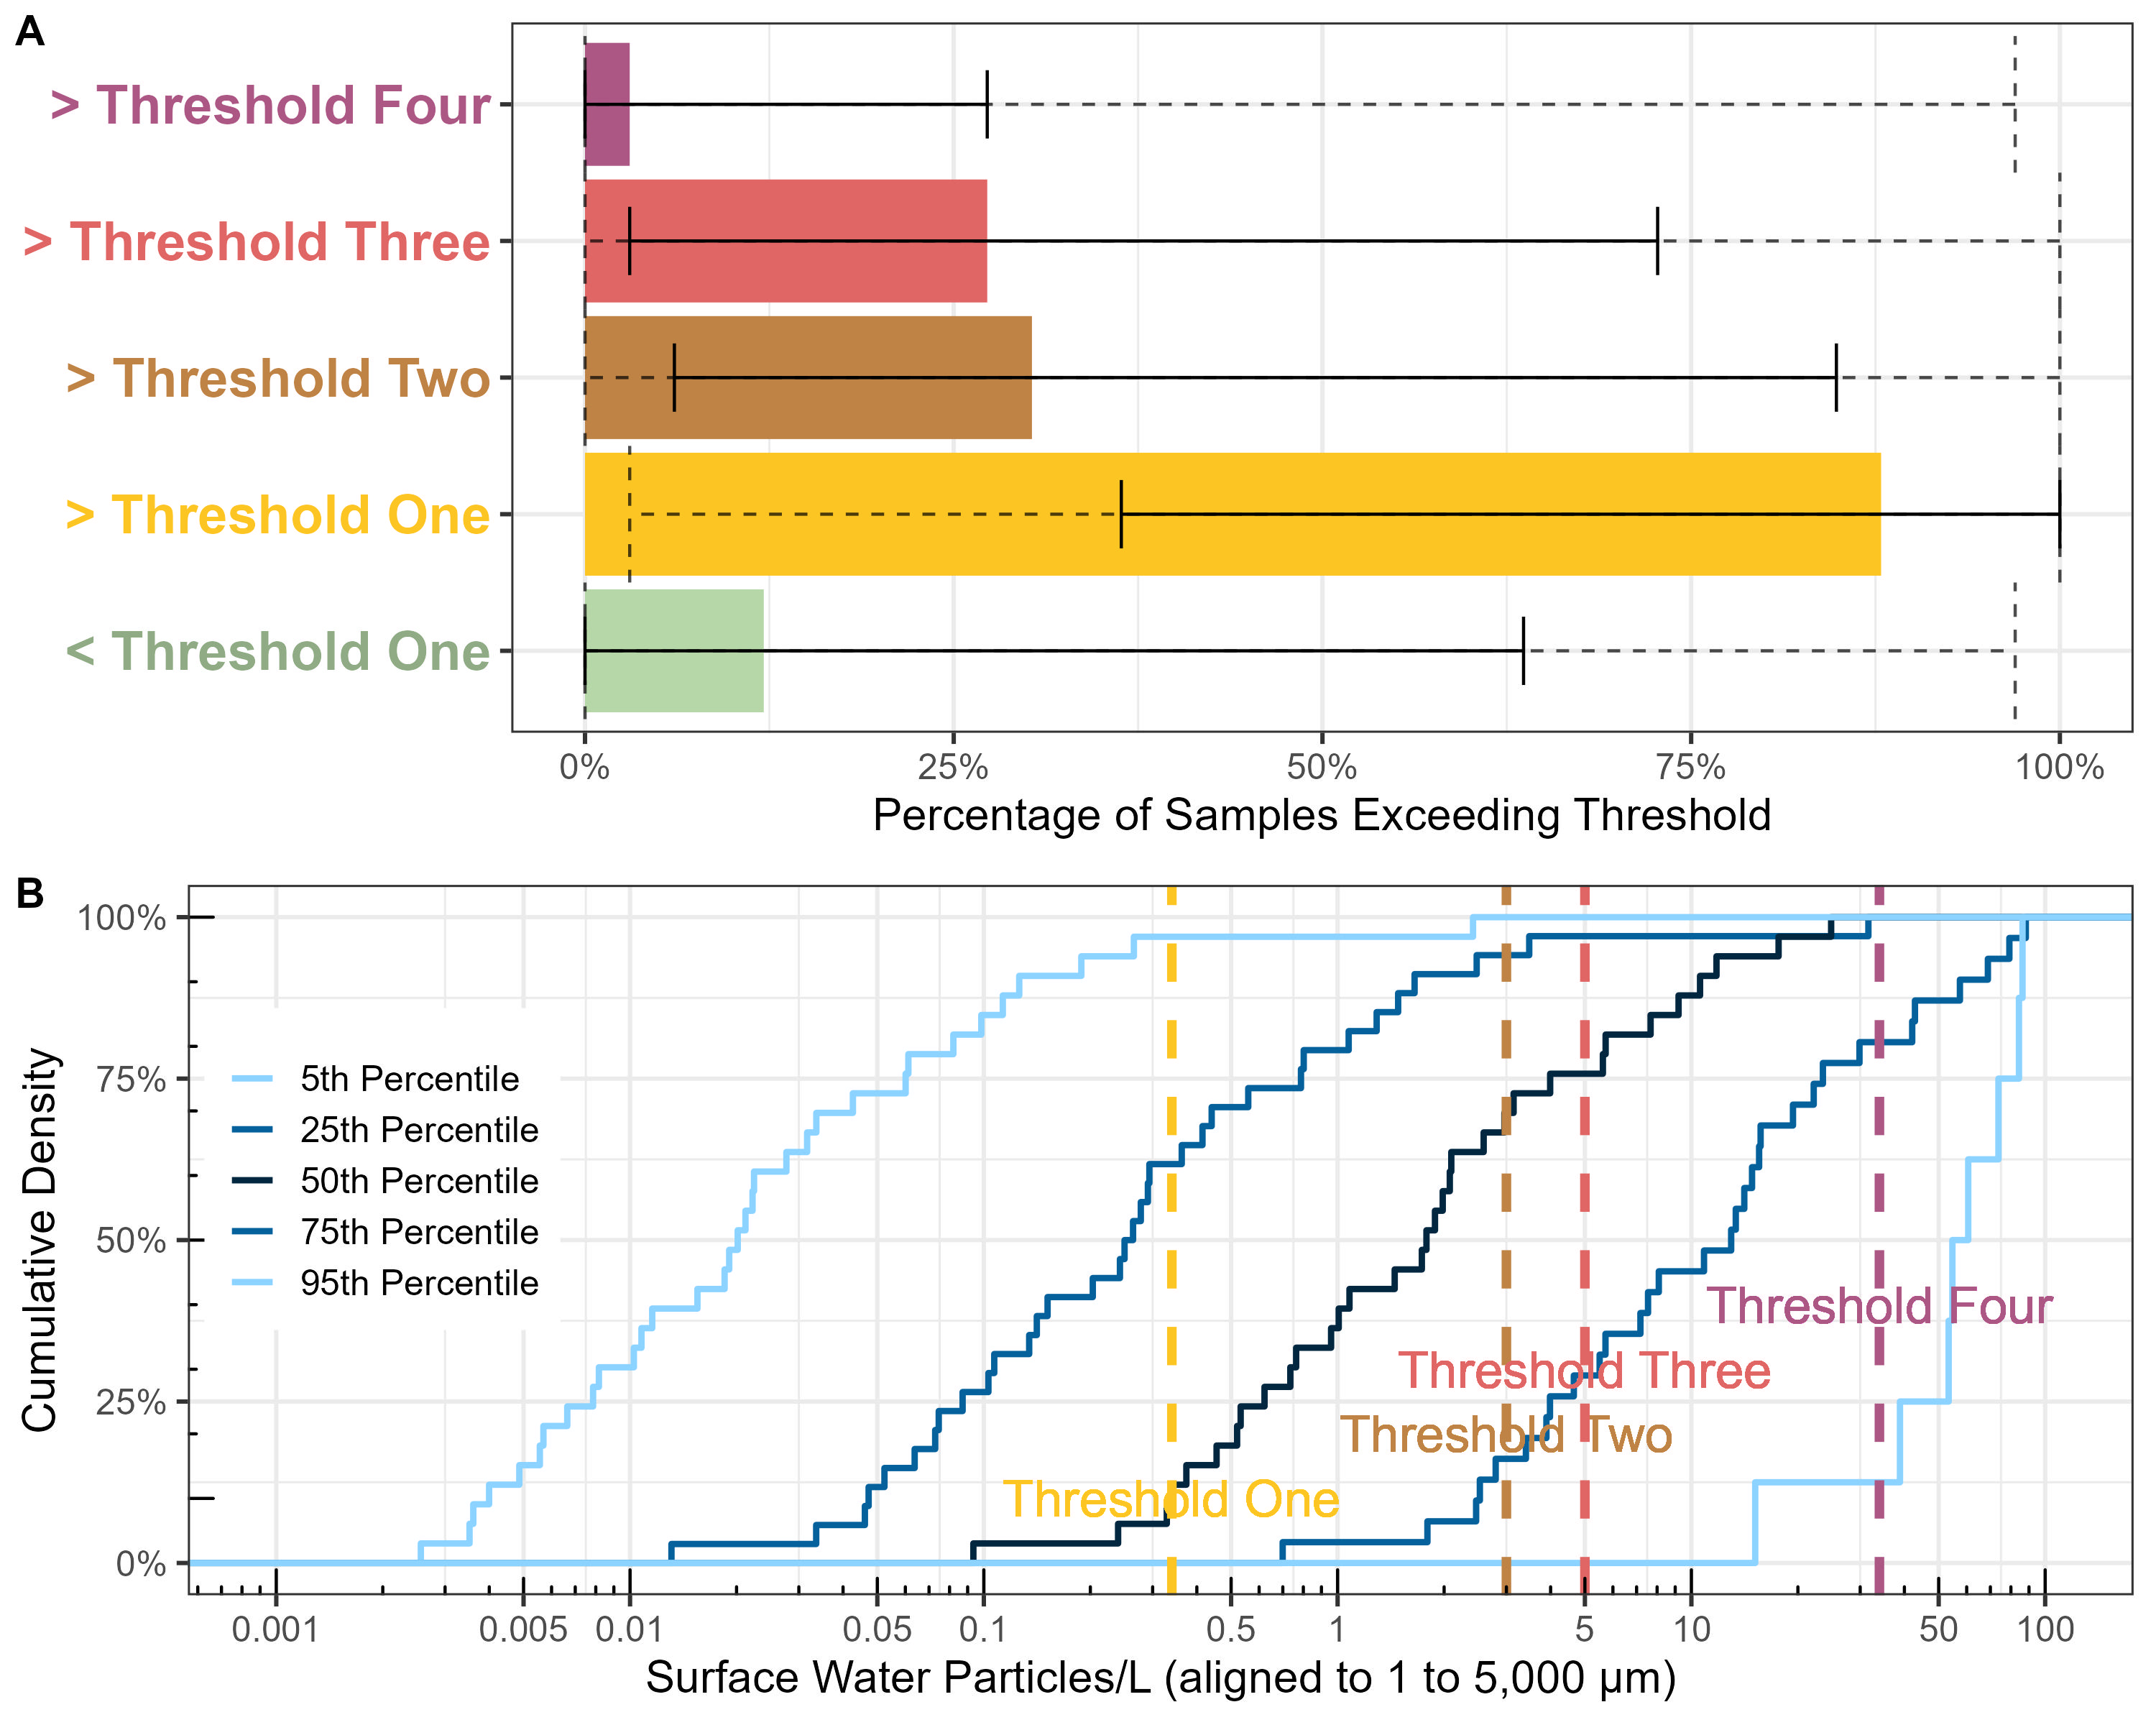 A
> Threshold Four
> Threshold Three
> Threshold Two
> Threshold One
< Threshold One
0% 25% 50% 75% 100%
Percentage of Samples Exceeding Threshold
B
100%
75%
50%
25%
0%
Cumulative Density
5th Percentile
25th Percentile
50th Percentile
75th Percentile
95th Percentile
Threshold Four
Threshold Three
Threshold Two
Threshold One
0.001 0.005 0.01 0.05 0.1 0.5 1 5 10 50 100
Surface Water Particles/L (aligned to 1 to 5,000 μm)